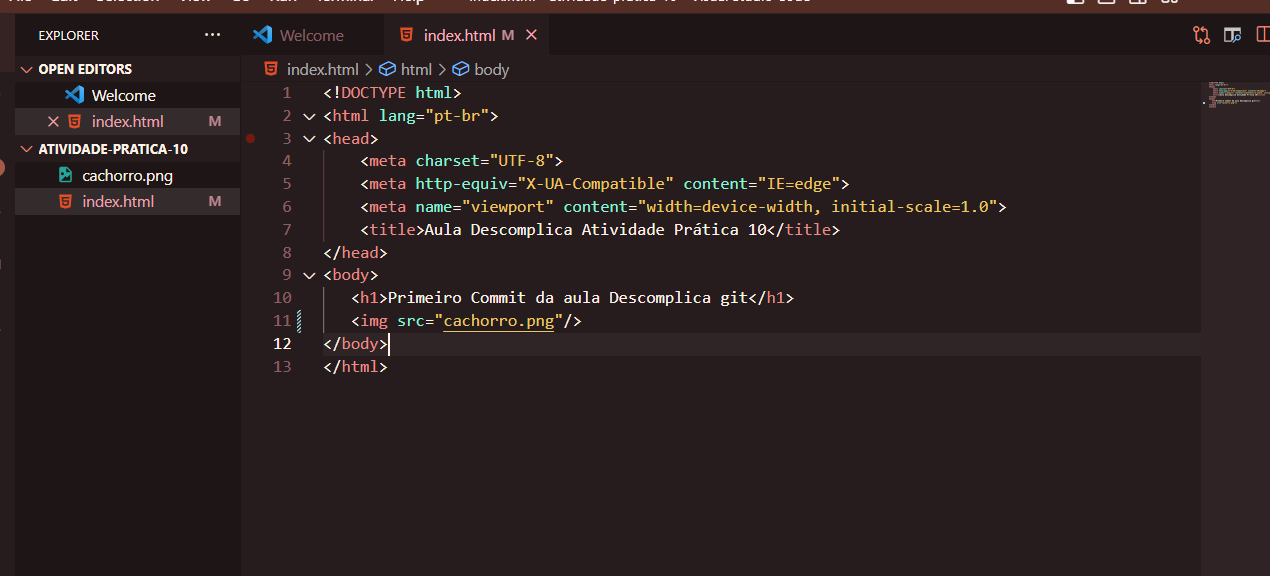 EXPLORER ···
OPEN EDITORS
Welcome
index.html M
ATIVIDADE-PRATICA-10
cachorro.png
index.html M
Welcome index.html M
index.html > html > body
1 <!DOCTYPE html>
2 <html lang="pt-br">
3 <head>
4 <meta charset="UTF-8">
5 <meta http-equiv="X-UA-Compatible" content="IE=edge">
6 <meta name="viewport" content="width=device-width, initial-scale=1.0">
7 <title>Aula Descomplica Atividade Prática 10</title>
8 </head>
9 <body>
10 <h1>Primeiro Commit da aula Descomplica git</h1>
11 <img src="cachorro.png"/>
12 </body>
13 </html>